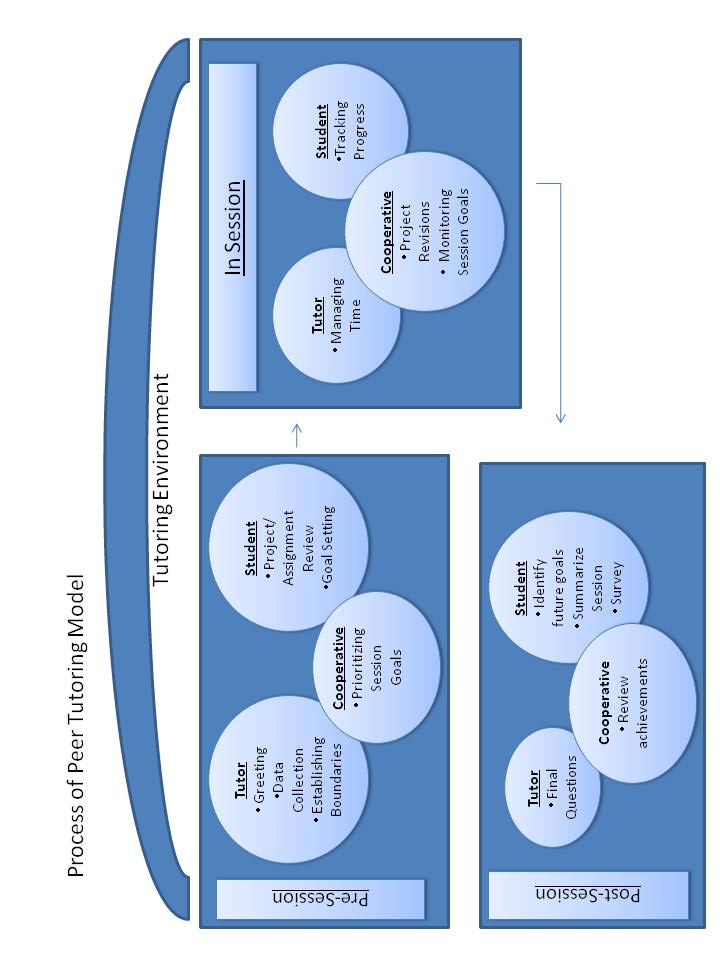 Process of Peer Tutoring Model
Tutoring Environment
Pre-Session
Tutor
• Greeting
• Data
Collection
• Establishing
Boundaries
Cooperative
• Prioritizing
Session
Goals
Student
• Project/
Assignment
Review
• Goal Setting
In Session
Tutor
• Managing
Time
Cooperative
• Project
Revisions
• Monitoring
Session Goals
Student
• Tracking
Progress
Post-Session
Tutor
• Final
Questions
Cooperative
• Review
achievements
Student
• Identify
future goals
• Summarize
Session
• Survey